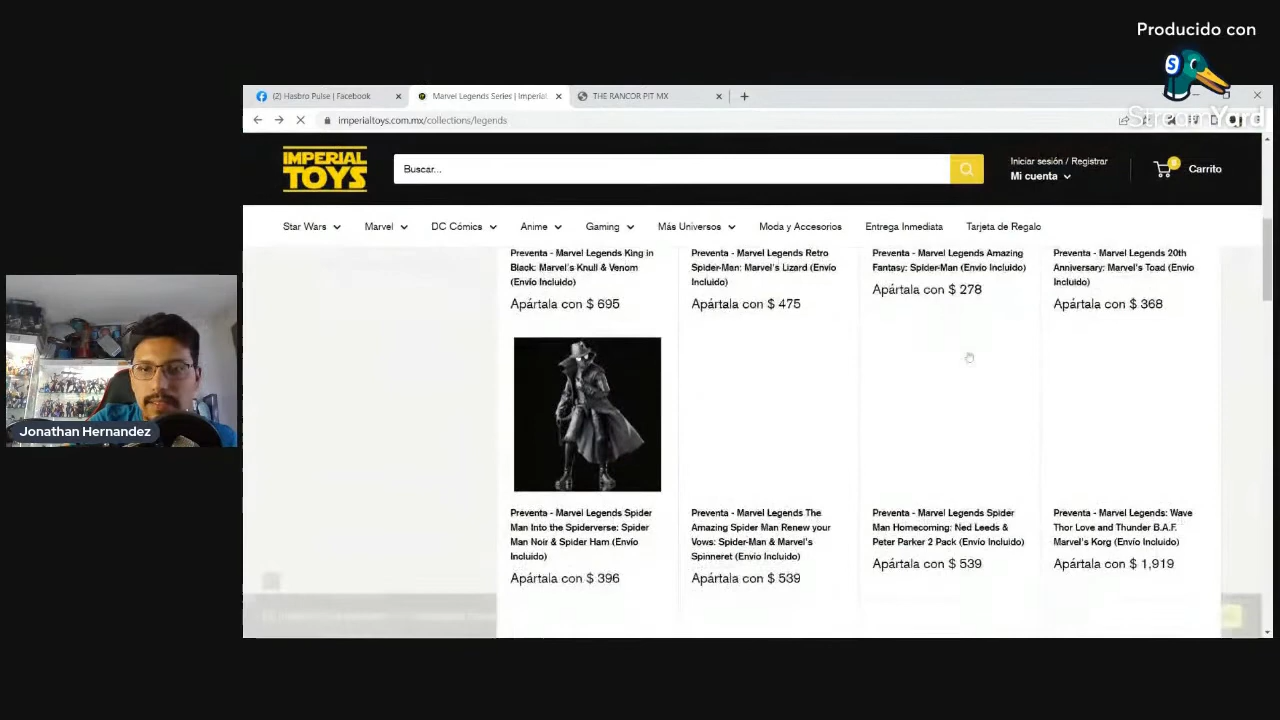 Producido con
S
StreamYard
(2) Hasbro Pulse | Facebook
Marvel Legends Series | Imperial
THE RANCOR PIT MX
imperialtoys.com.mx/collections/legends
IMPERIAL
TOYS
Buscar...
Iniciar sesión / Registrar
Mi cuenta
Carrito
Star Wars
Marvel
DC Cómics
Anime
Gaming
Más Universos
Moda y Accesorios
Entrega Inmediata
Tarjeta de Regalo
Preventa - Marvel Legends King in
Black: Marvel's Knull & Venom
(Envío Incluido)
Apártala con $ 695
Preventa - Marvel Legends Retro
Spider-Man: Marvel's Lizard (Envío
Incluido)
Apártala con $ 475
Preventa - Marvel Legends Amazing
Fantasy: Spider-Man (Envío Incluido)
Apártala con $ 278
Preventa - Marvel Legends 20th
Anniversary: Marvel's Toad (Envío
Incluido)
Apártala con $ 368
Preventa - Marvel Legends Spider
Man Into the Spiderverse: Spider
Man Noir & Spider Ham (Envío
Incluido)
Apártala con $ 396
Preventa - Marvel Legends The
Amazing Spider Man Renew your
Vows: Spider-Man & Marvel's
Spinneret (Envío Incluido)
Apártala con $ 539
Preventa - Marvel Legends Spider
Man Homecoming: Ned Leeds &
Peter Parker 2 Pack (Envío Incluido)
Apártala con $ 539
Preventa - Marvel Legends: Wave
Thor Love and Thunder B.A.F.
Marvel's Korg (Envío Incluido)
Apártala con $ 1,919
Jonathan Hernandez